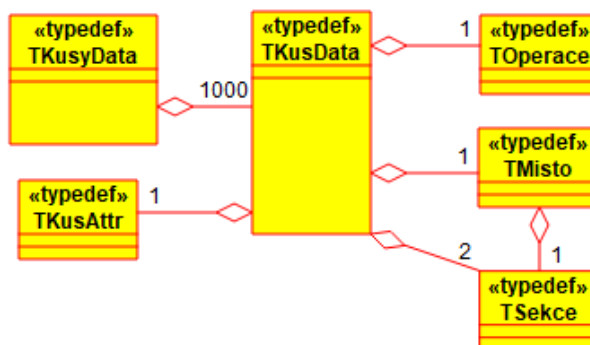 «typedef»
TKusyData
1000
«typedef»
TKusData
1
«typedef»
TOperace
«typedef»
TKusAttr
1
1
«typedef»
TMisto
2
1
«typedef»
TSekce